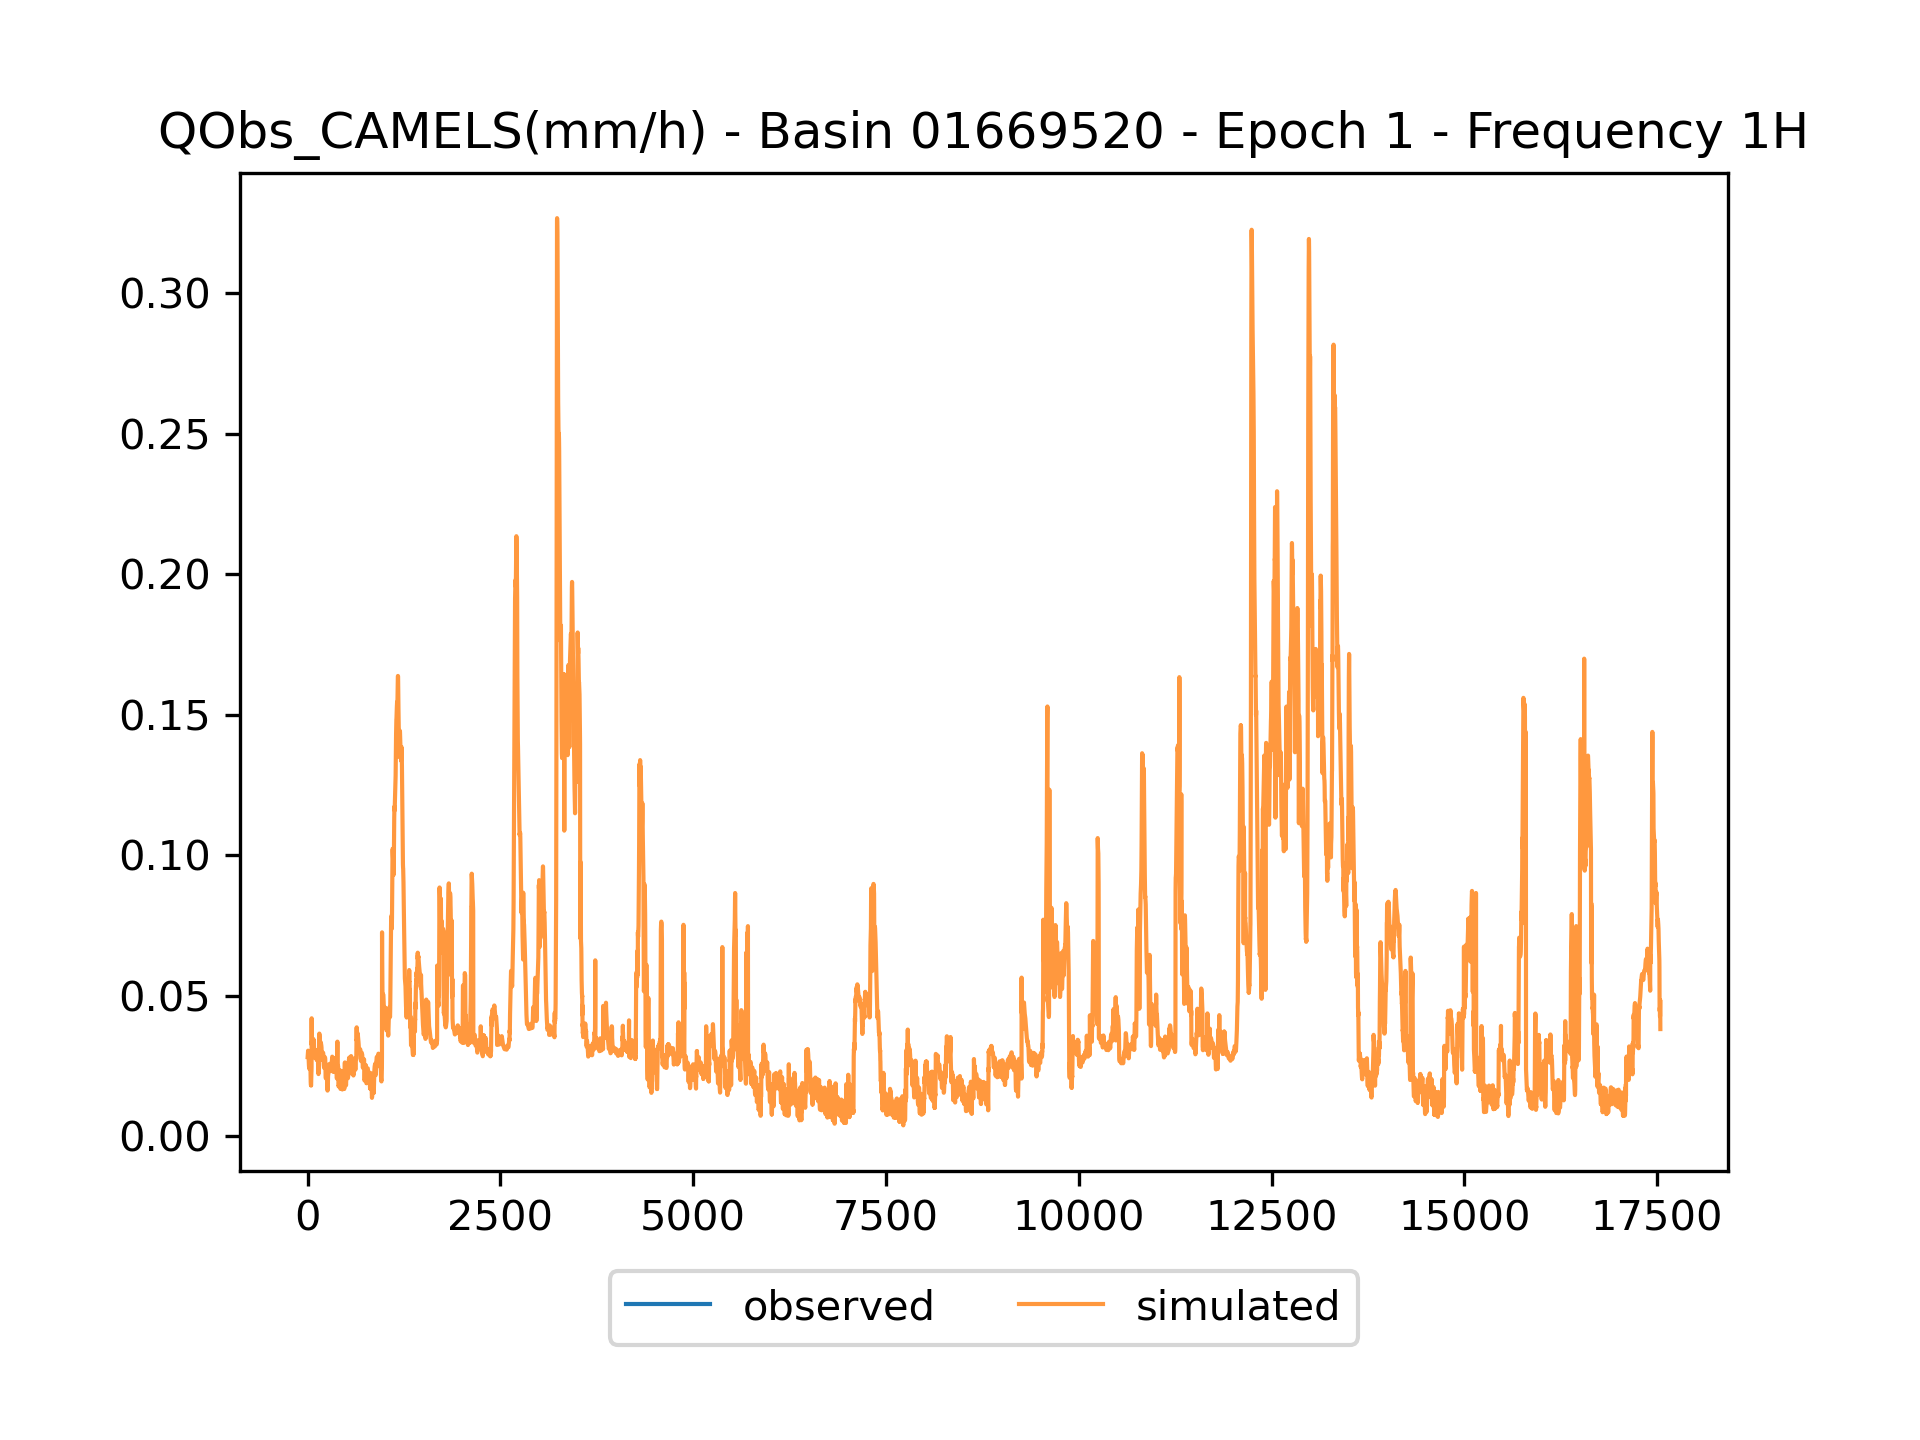 QObs_CAMELS(mm/h) - Basin 01669520 - Epoch 1 - Frequency 1H
0.30
0.25
0.20
0.15
0.10
0.05
0.00
0 2500 5000 7500 10000 12500 15000 17500
observed simulated